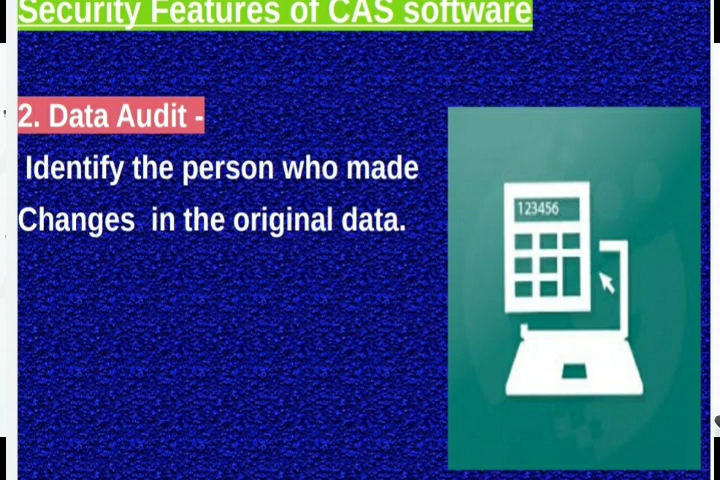 Security Features of CAS software
2. Data Audit -
Identify the person who made
Changes in the original data.
123456